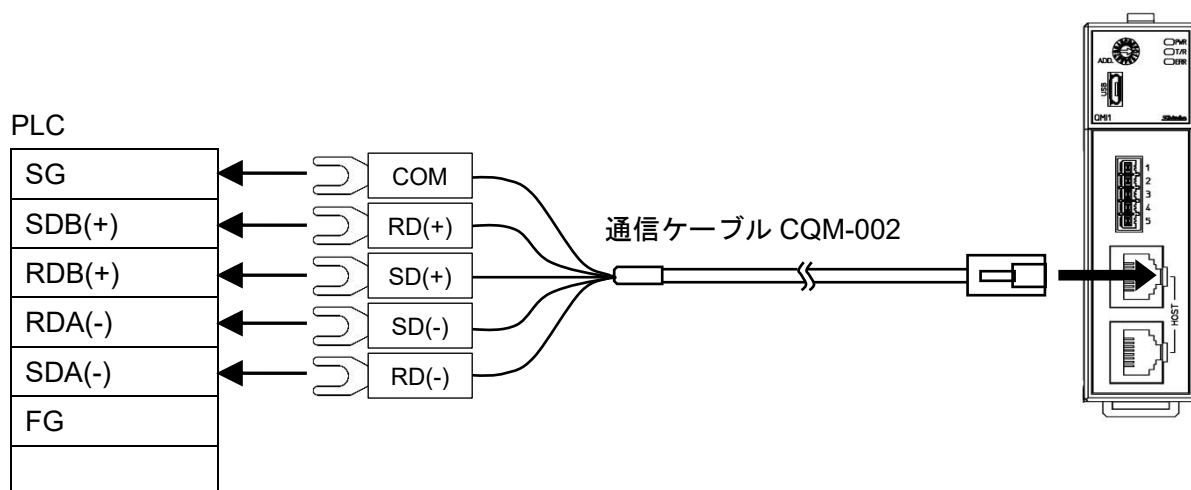 PLC
SG
SDB(+)
RDB(+)
RDA(-)
SDA(-)
FG
COM
RD(+)
SD(+)
SD(-)
RD(-)
通信ケーブル CQM-002
ADD.
PWR
T/R
ERR
USB
QMI1
Shinko
1
2
3
4
5
HOST